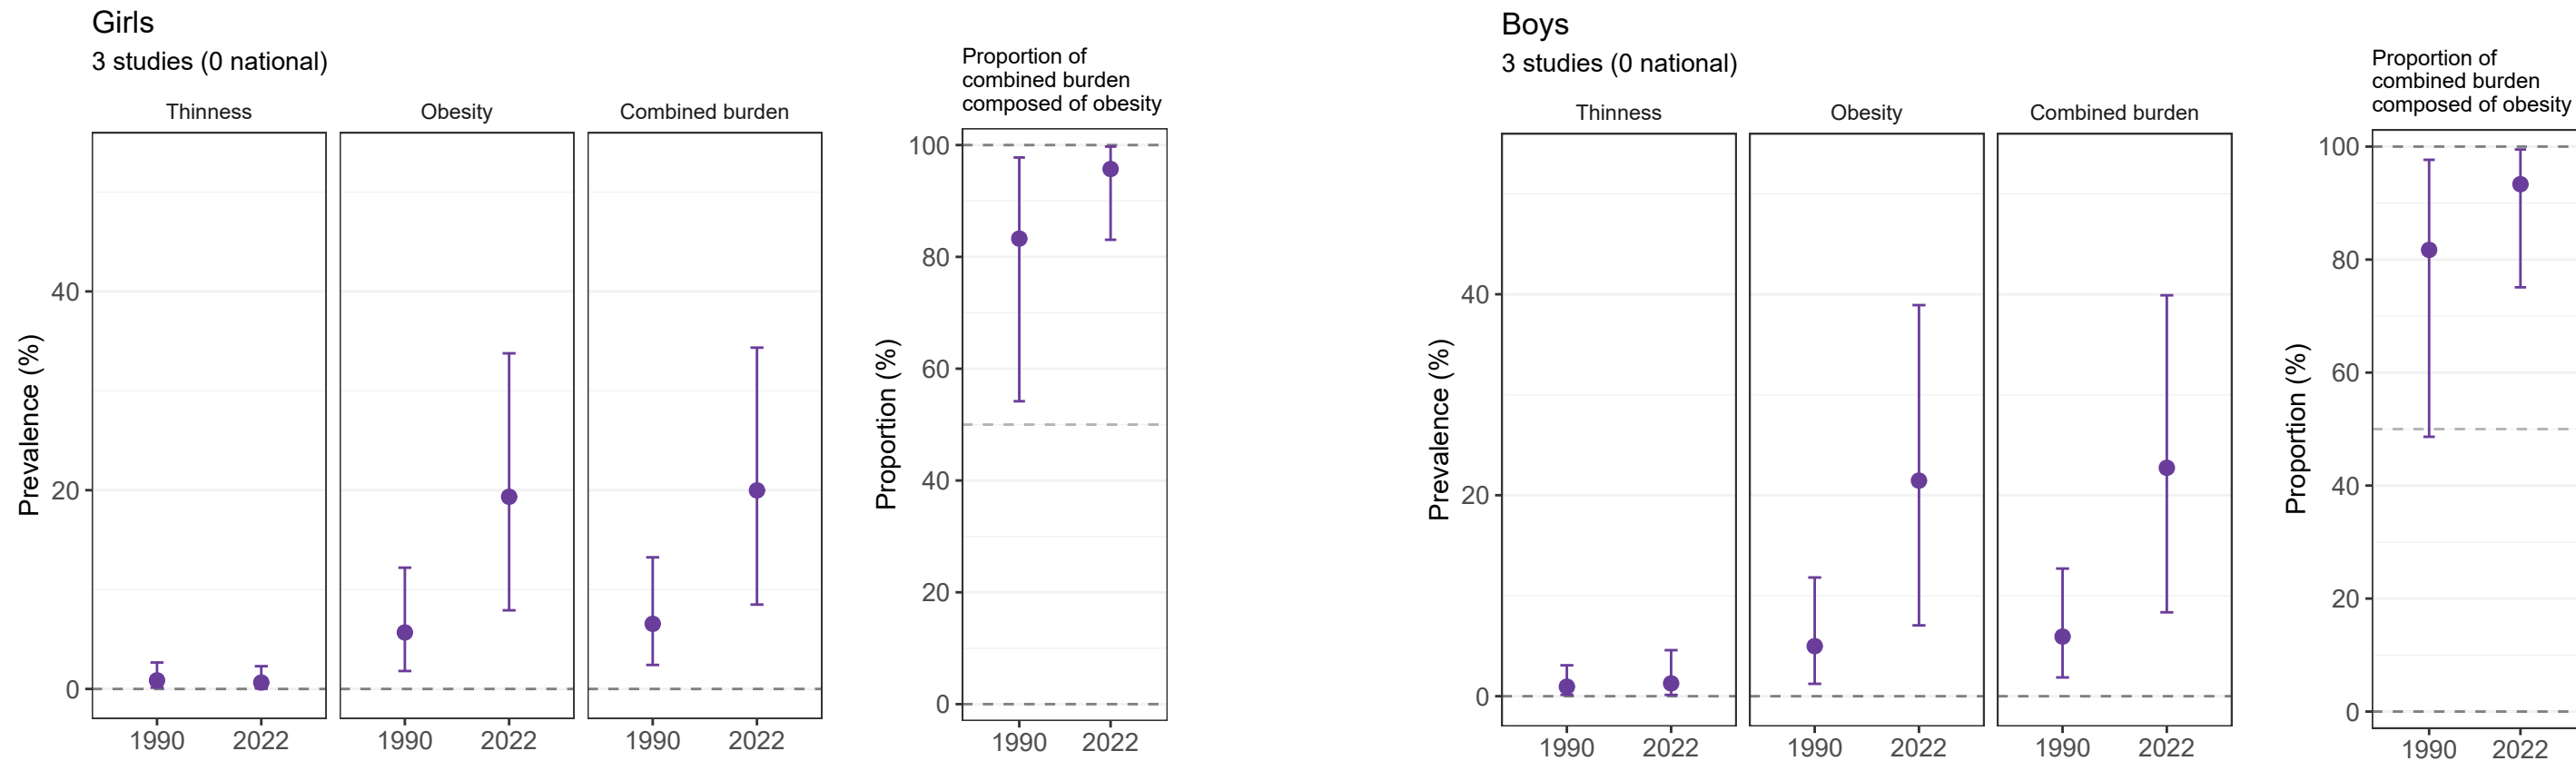 Girls
3 studies (0 national)
Thinness
Obesity
Combined burden
Prevalence (%)
40
20
0
1990 2022
1990 2022
1990 2022
Proportion of
combined burden
composed of obesity
Proportion (%)
100
80
60
40
20
0
1990 2022
Boys
3 studies (0 national)
Thinness
Obesity
Combined burden
Prevalence (%)
40
20
0
1990 2022
1990 2022
1990 2022
Proportion of
combined burden
composed of obesity
Proportion (%)
100
80
60
40
20
0
1990 2022